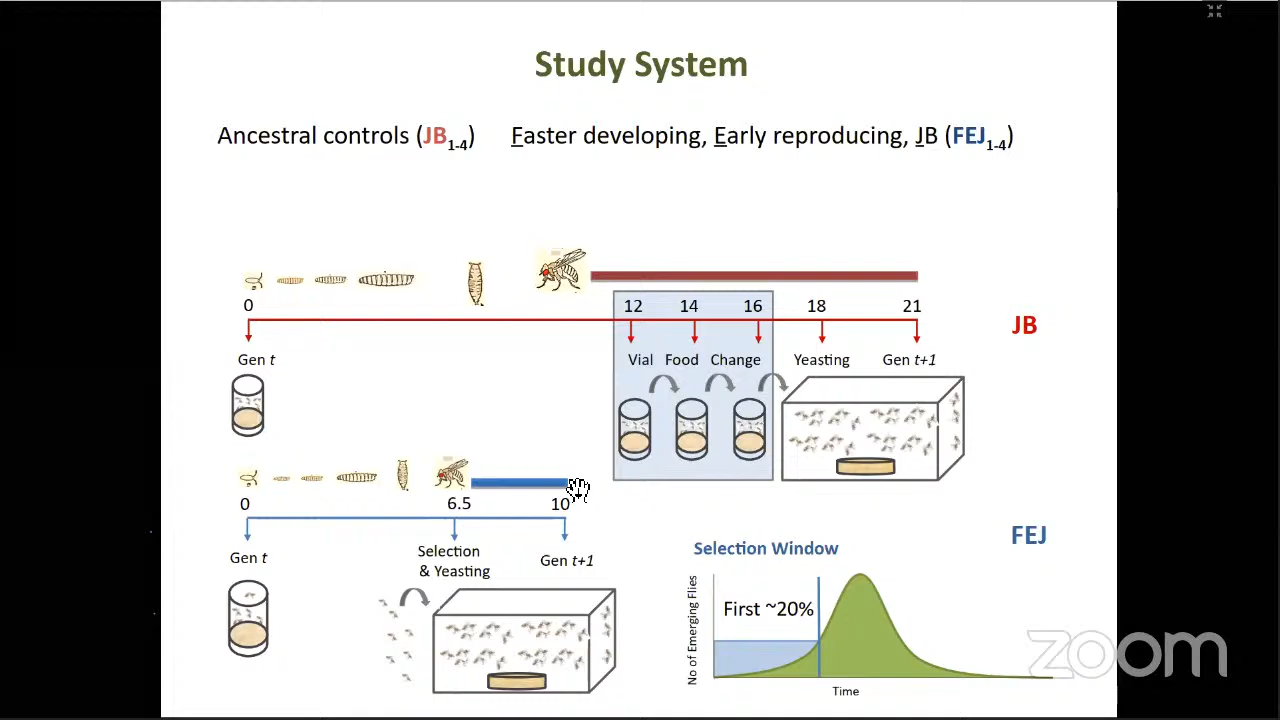 Study System
Ancestral controls (JB1-4) Faster developing, Early reproducing, JB (FEJ1-4)
0 12 14 16 18 21
JB
Gen t Vial Food Change Yeasting Gen t+1
0 6.5 10
FEJ
Gen t Selection & Yeasting Gen t+1
Selection Window
No of Emerging Flies
First ~20%
Time
zoom